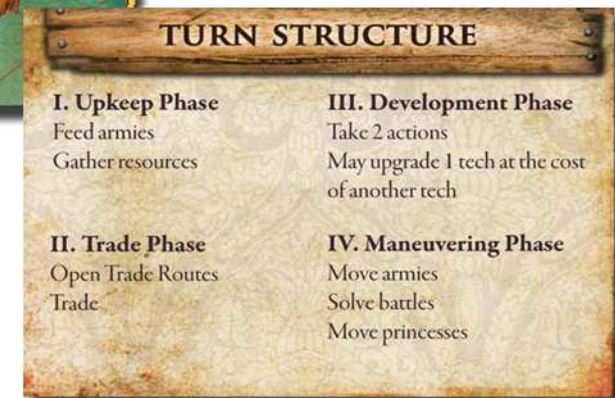 TURN STRUCTURE
I. Upkeep Phase
Feed armies
Gather resources
II. Trade Phase
Open Trade Routes
Trade
III. Development Phase
Take 2 actions
May upgrade 1 tech at the cost
of another tech
IV. Maneuvering Phase
Move armies
Solve battles
Move princesses